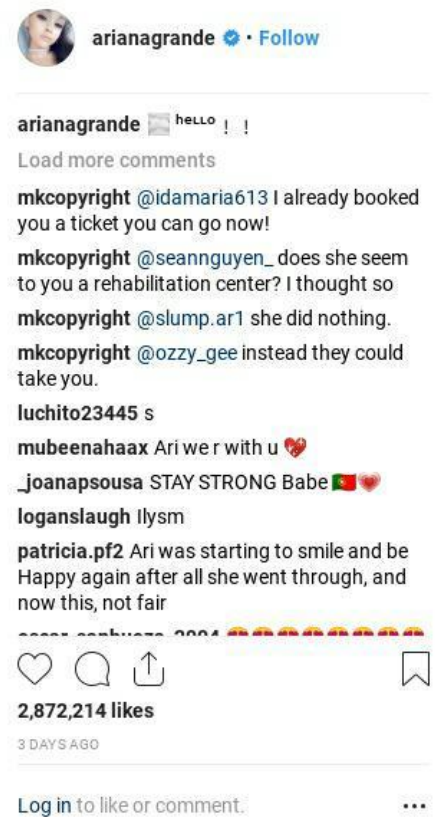 arianagrande • Follow
arianagrande ʰᵉᴸᴸᴼ ! !
Load more comments
mkcopyright @idamaria613 I already booked
you a ticket you can go now!
mkcopyright @seannguyen_ does she seem
to you a rehabilitation center? I thought so
mkcopyright @slump.ar1 she did nothing.
mkcopyright @ozzy_gee instead they could
take you.
luchito23445 s
mubeenahaax Ari we r with u 💖
_joanapsousa STAY STRONG Babe 🇵🇹💗
loganslaugh Ilysm
patricia.pf2 Ari was starting to smile and be
Happy again after all she went through, and
now this, not fair
2,872,214 likes
3 DAYS AGO
Log in to like or comment.